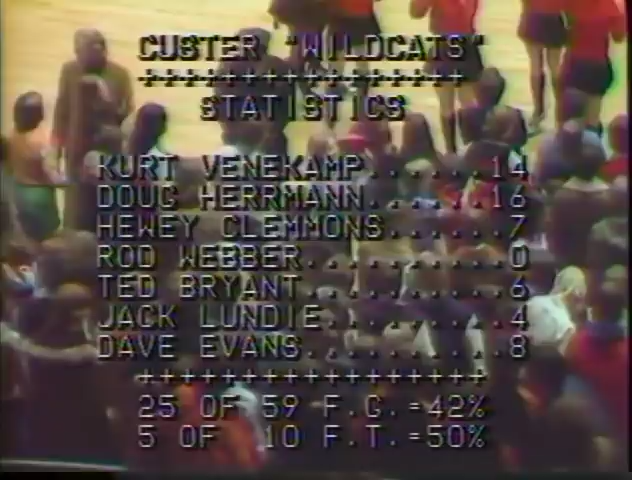 CUSTER "WILDCATS"
+++++++++++++++++
STATISTICS
KURT VENEKAMP......14
DOUG HERRMANN......16
HEWEY CLEMMONS......7
ROD WEBBER..........0
TED BRYANT..........6
JACK LUNDIE.........4
DAVE EVANS..........8
+++++++++++++++++
25 OF 59 F.G.=42%
5 OF 10 F.T.=50%